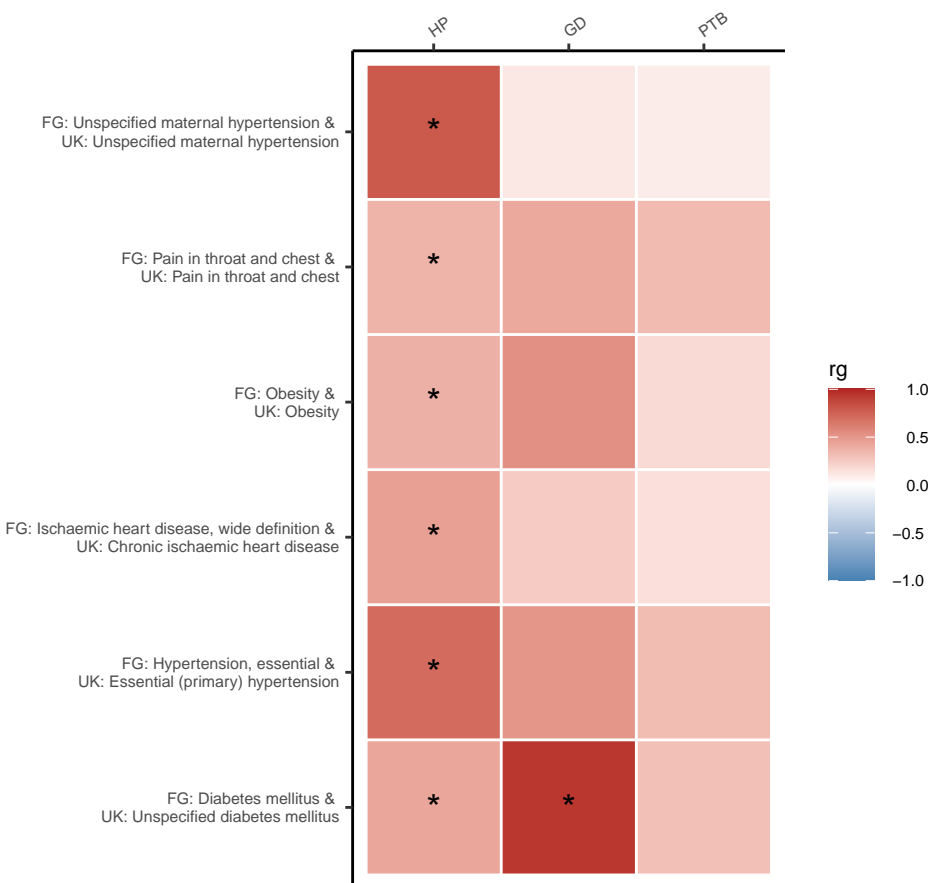 HP GD PTB
FG: Unspecified maternal hypertension &
UK: Unspecified maternal hypertension
*
FG: Pain in throat and chest &
UK: Pain in throat and chest
*
FG: Obesity &
UK: Obesity
*
FG: Ischaemic heart disease, wide definition &
UK: Chronic ischaemic heart disease
*
FG: Hypertension, essential &
UK: Essential (primary) hypertension
*
FG: Diabetes mellitus &
UK: Unspecified diabetes mellitus
* *
rg
1.0
0.5
0.0
−0.5
−1.0